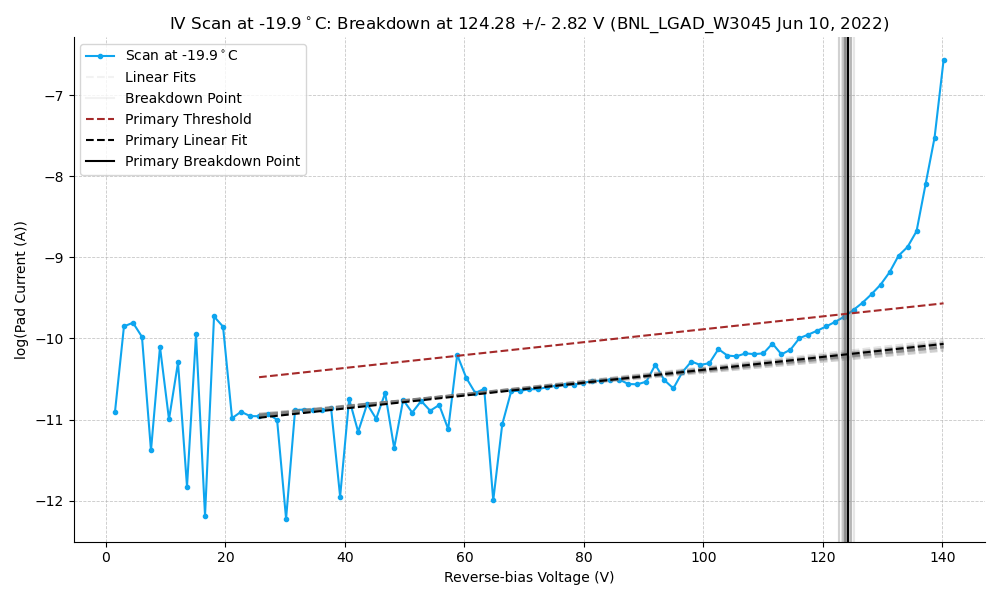 IV Scan at -19.9°C: Breakdown at 124.28 +/- 2.82 V (BNL_LGAD_W3045 Jun 10, 2022)
Scan at -19.9°C
Linear Fits
Breakdown Point
Primary Threshold
Primary Linear Fit
Primary Breakdown Point
log(Pad Current (A))
−7
−8
−9
−10
−11
−12
0 20 40 60 80 100 120 140
Reverse-bias Voltage (V)